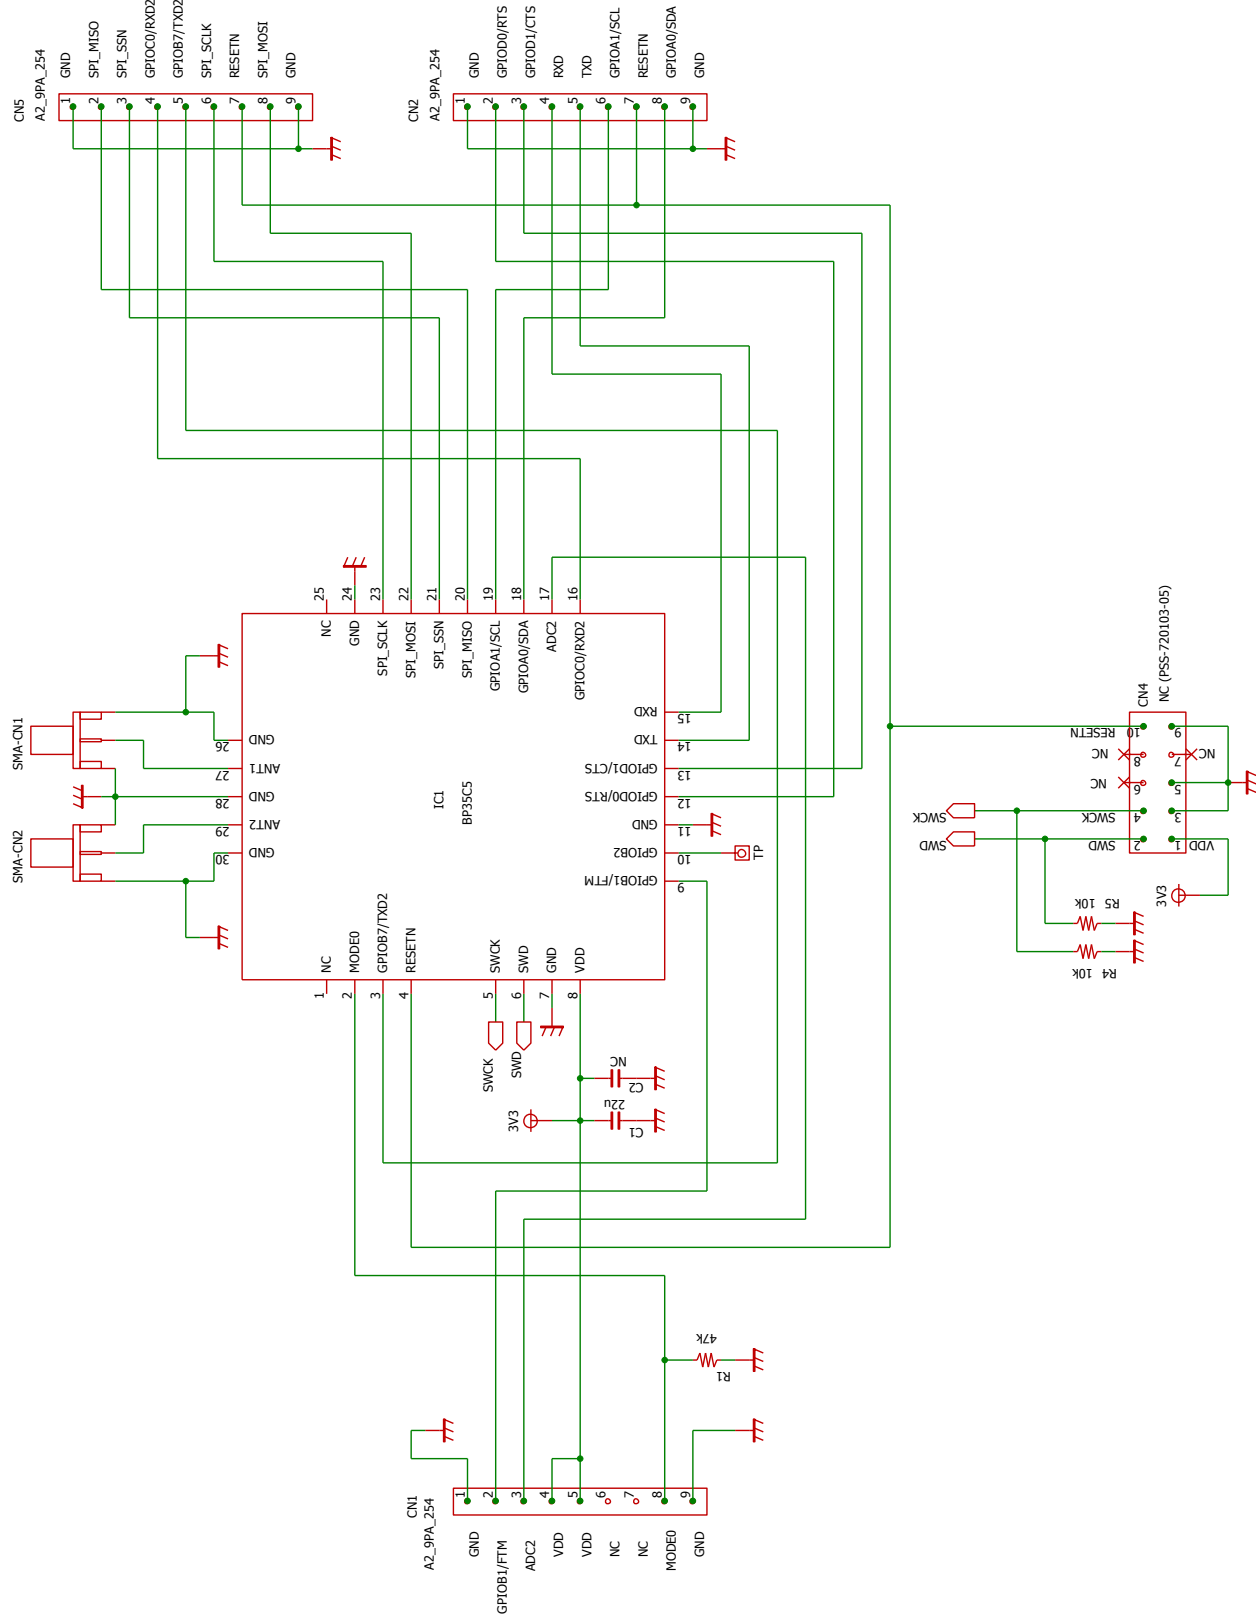 CN5
A2_9PA_254
GND
SPI_MISO
SPI_SSN
GPIOC0/RXD2
GPIOB7/TXD2
SPI_SCLK
RESETN
SPI_MOSI
GND
1
2
3
4
5
6
7
8
9
CN2
A2_9PA_254
GND
GPIOD0/RTS
GPIOD1/CTS
RXD
TXD
GPIOA1/SCL
RESETN
GPIOA0/SDA
GND
1
2
3
4
5
6
7
8
9
25
24
23
22
21
20
19
18
17
16
NC
GND
SPI_SCLK
SPI_MOSI
SPI_SSN
SPI_MISO
GPIOA1/SCL
GPIOA0/SDA
ADC2
GPIOC0/RXD2
SMA-CN1
SMA-CN2
26
GND
27
ANT1
28
GND
29
ANT2
30
GND
IC1
BP35C5
RXD
15
TXD
14
GPIOD1/CTS
13
GPIOD0/RTS
12
GND
11
GPIOB2
10
TP
GPIOB1/FTM
9
NC
MODE0
GPIOB7/TXD2
RESETN
SWCK
SWD
GND
VDD
1
2
3
4
5
6
7
8
SWCK
SWD
3V3
NC
C2
22u
C1
CN4
NC (PSS-720103-05)
RESETN
10
9
NC
8
7
NC
NC
6
5
SWCK
SWCK
4
3
SWD
SWD
2
1
VDD
3V3
R5 10k
R4 10k
47k
R1
CN1
A2_9PA_254
1
2
3
4
5
6
7
8
9
GND
GPIOB1/FTM
ADC2
VDD
VDD
NC
NC
MODE0
GND